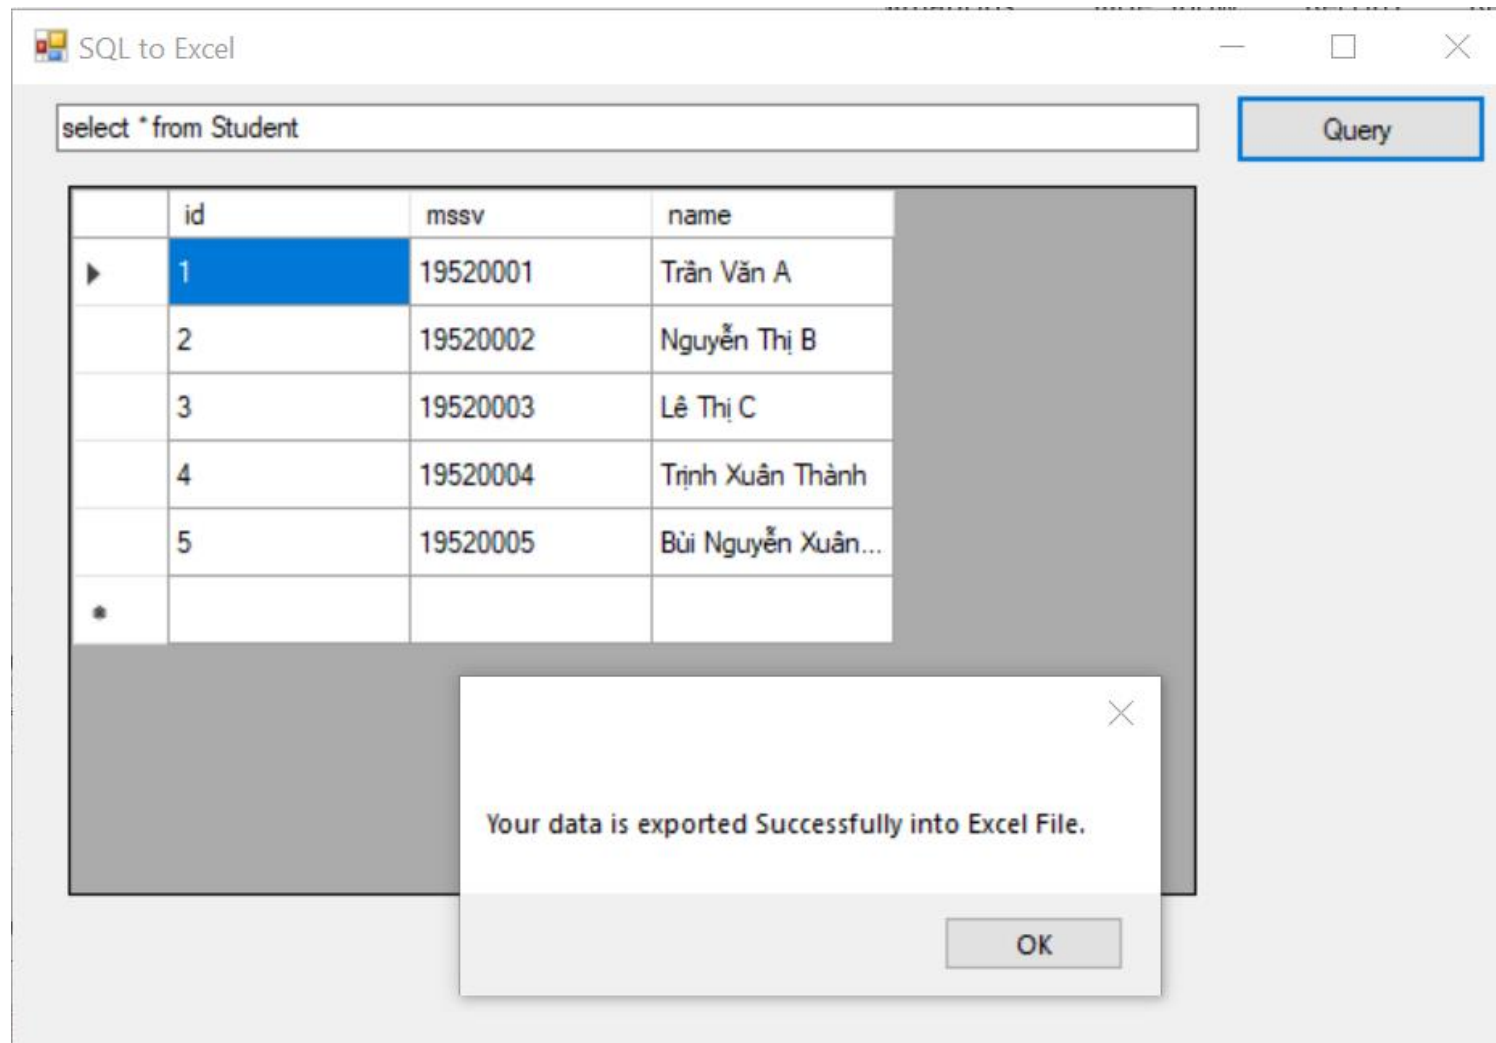 SQL to Excel
select * from Student
Query
id mssv name
1 19520001 Trần Văn A
2 19520002 Nguyễn Thị B
3 19520003 Lê Thị C
4 19520004 Trịnh Xuân Thành
5 19520005 Bùi Nguyễn Xuân...
Your data is exported Successfully into Excel File.
OK